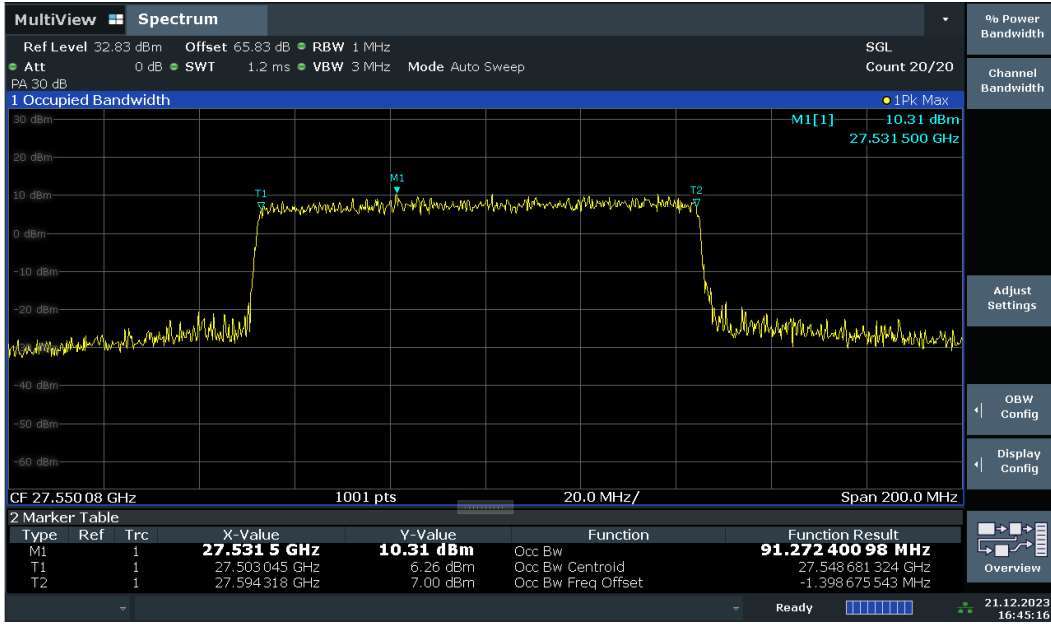 MultiView Spectrum
Ref Level 32.83 dBm Offset 65.83 dB RBW 1 MHz SGL
Att 0 dB SWT 1.2 ms VBW 3 MHz Mode Auto Sweep Count 20/20
PA 30 dB
1 Occupied Bandwidth 1Pk Max
30 dBm
M1[1] 10.31 dBm
27.531 500 GHz
20 dBm
M1
10 dBm
T1
T2
0 dBm
-10 dBm
-20 dBm
-40 dBm
-50 dBm
-60 dBm
CF 27.550 08 GHz 1001 pts 20.0 MHz/ Span 200.0 MHz
2 Marker Table
Type Ref Trc X-Value Y-Value Function Function Result
M1 1 27.531 5 GHz 10.31 dBm Occ Bw 91.272 400 98 MHz
T1 1 27.503 045 GHz 6.26 dBm Occ Bw Centroid 27.548 681 324 GHz
T2 1 27.594 318 GHz 7.00 dBm Occ Bw Freq Offset -1.398 675 543 MHz
Ready 21.12.2023
16:45:16
% Power
Bandwidth
Channel
Bandwidth
Adjust
Settings
OBW
Config
Display
Config
Overview